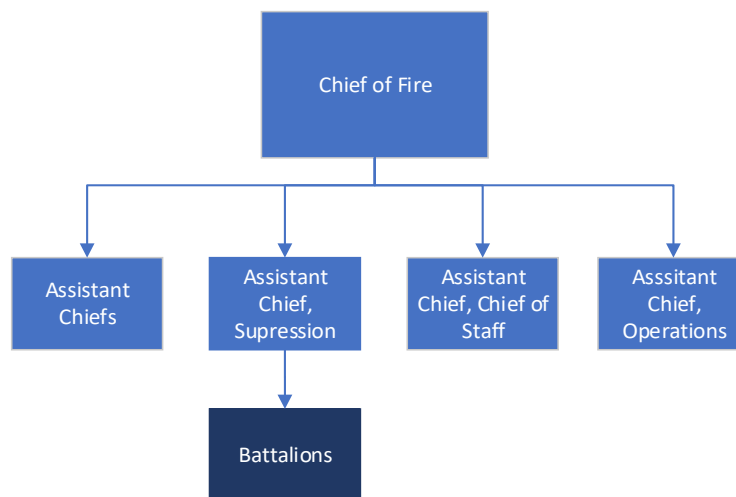 Chief of Fire
Assistant
Chiefs
Assistant
Chief,
Supression
Assistant
Chief, Chief of
Staff
Asssitant
Chief,
Operations
Battalions